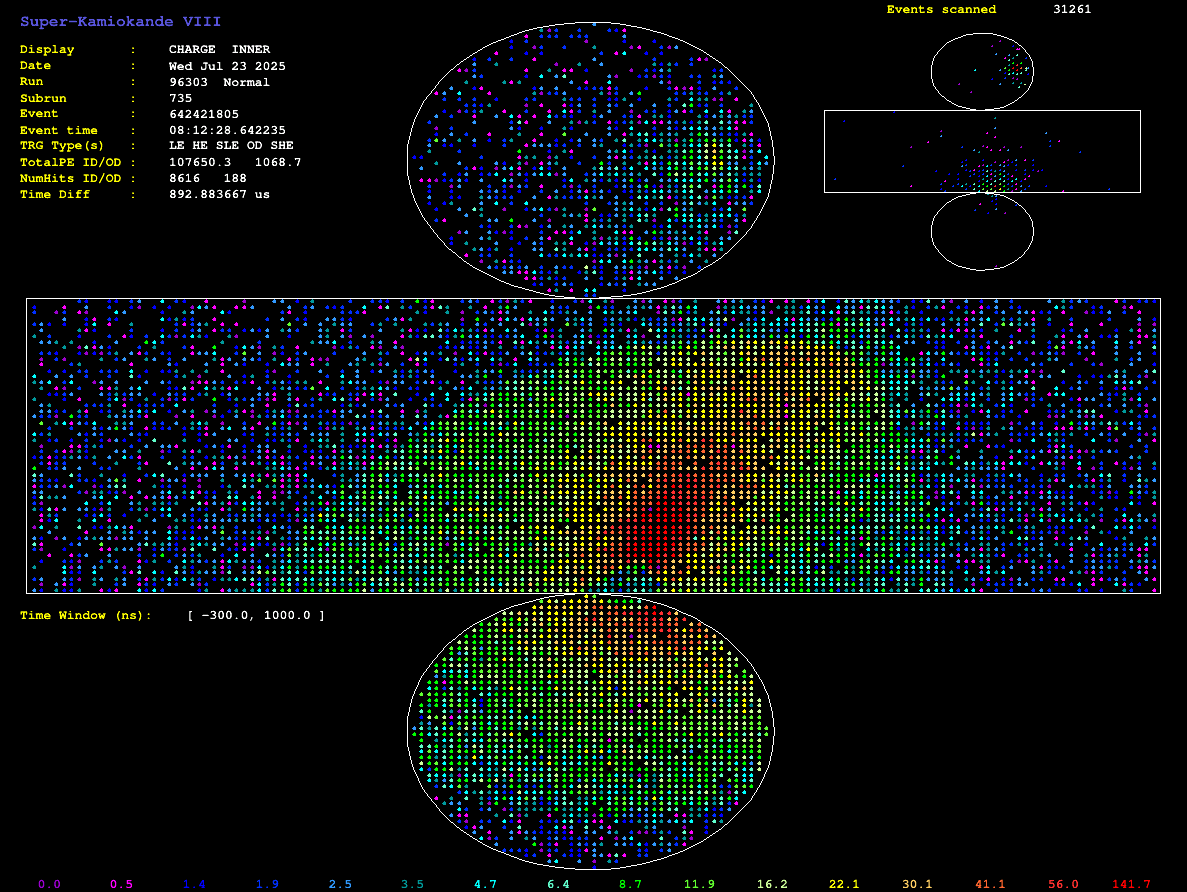 Super-Kamiokande VIII
Events scanned 31261
Display : CHARGE INNER
Date : Wed Jul 23 2025
Run : 96303 Normal
Subrun : 735
Event : 642421805
Event time : 08:12:28.642235
TRG Type(s) : LE HE SLE OD SHE
TotalPE ID/OD : 107650.3 1068.7
NumHits ID/OD : 8616 188
Time Diff : 892.883667 us
Time Window (ns): [ -300.0, 1000.0 ]
0.0 0.5 1.4 1.9 2.5 3.5 4.7 6.4 8.7 11.9 16.2 22.1 30.1 41.1 56.0 141.7